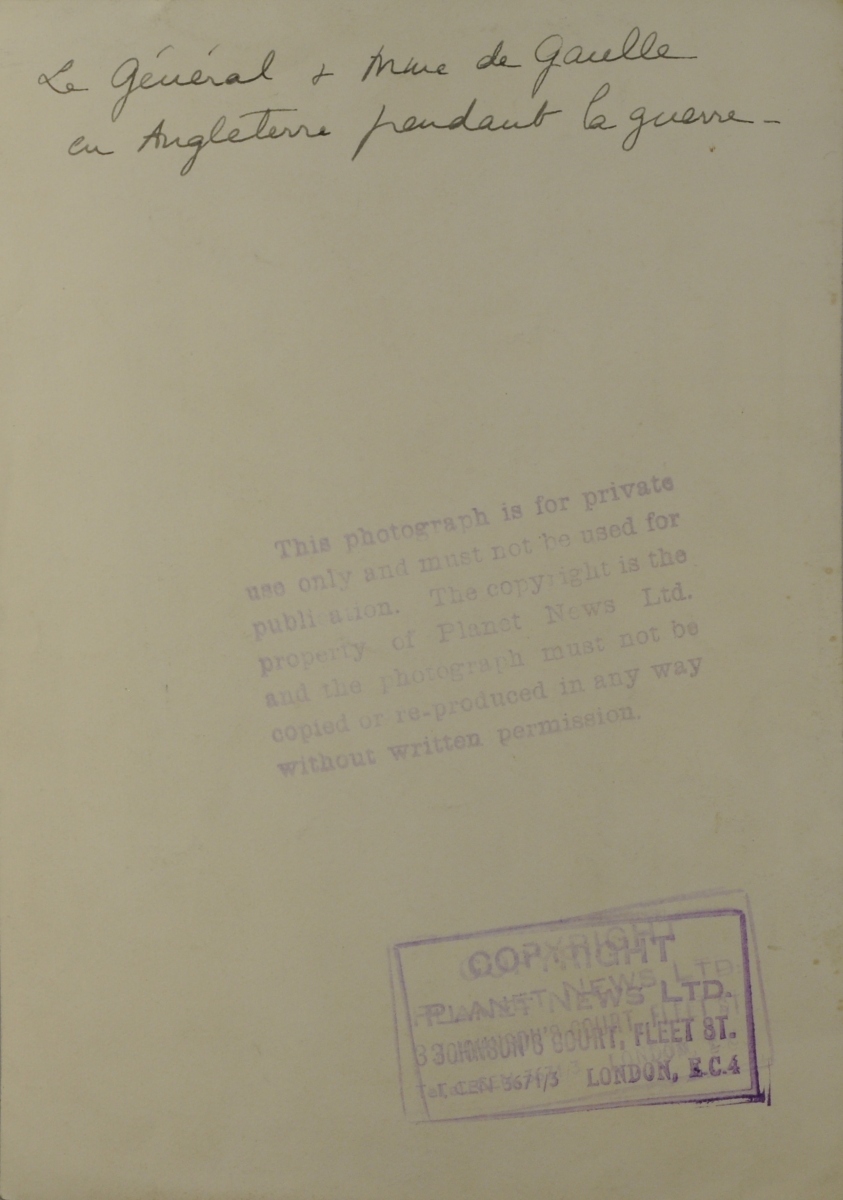 Le Général + Mme de Gaulle
en Angleterre pendant la guerre -
This photograph is for private
use only and must not be used for
publication. The copyright is the
property of Planet News Ltd.
and the photograph must not be
copied or re-produced in any way
without written permission.
COPYRIGHT
PLANET NEWS LTD.
3 JOHNSON'S COURT, FLEET ST.
LONDON, E.C.4